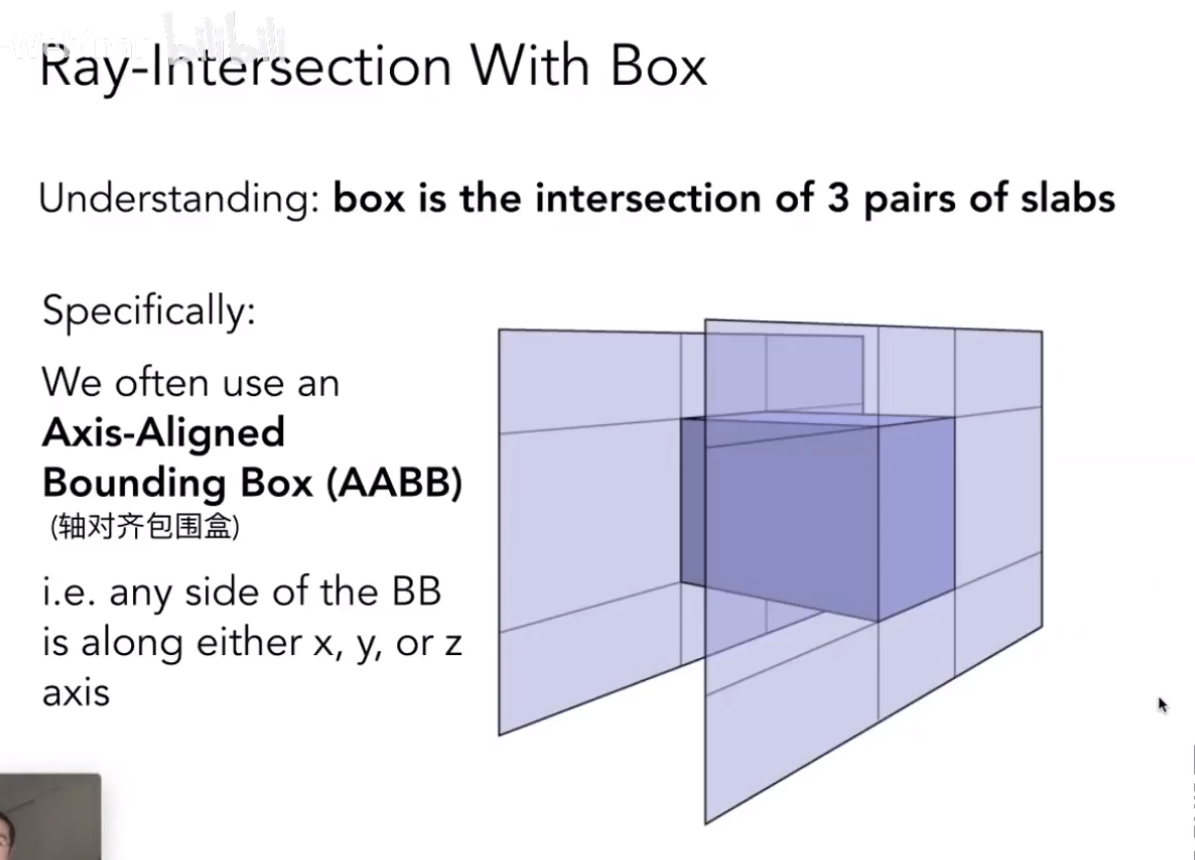 bilibili
Ray-Intersection With Box
Understanding: box is the intersection of 3 pairs of slabs
Specifically:
We often use an
Axis-Aligned
Bounding Box (AABB)
(轴对齐包围盒)
i.e. any side of the BB
is along either x, y, or z
axis